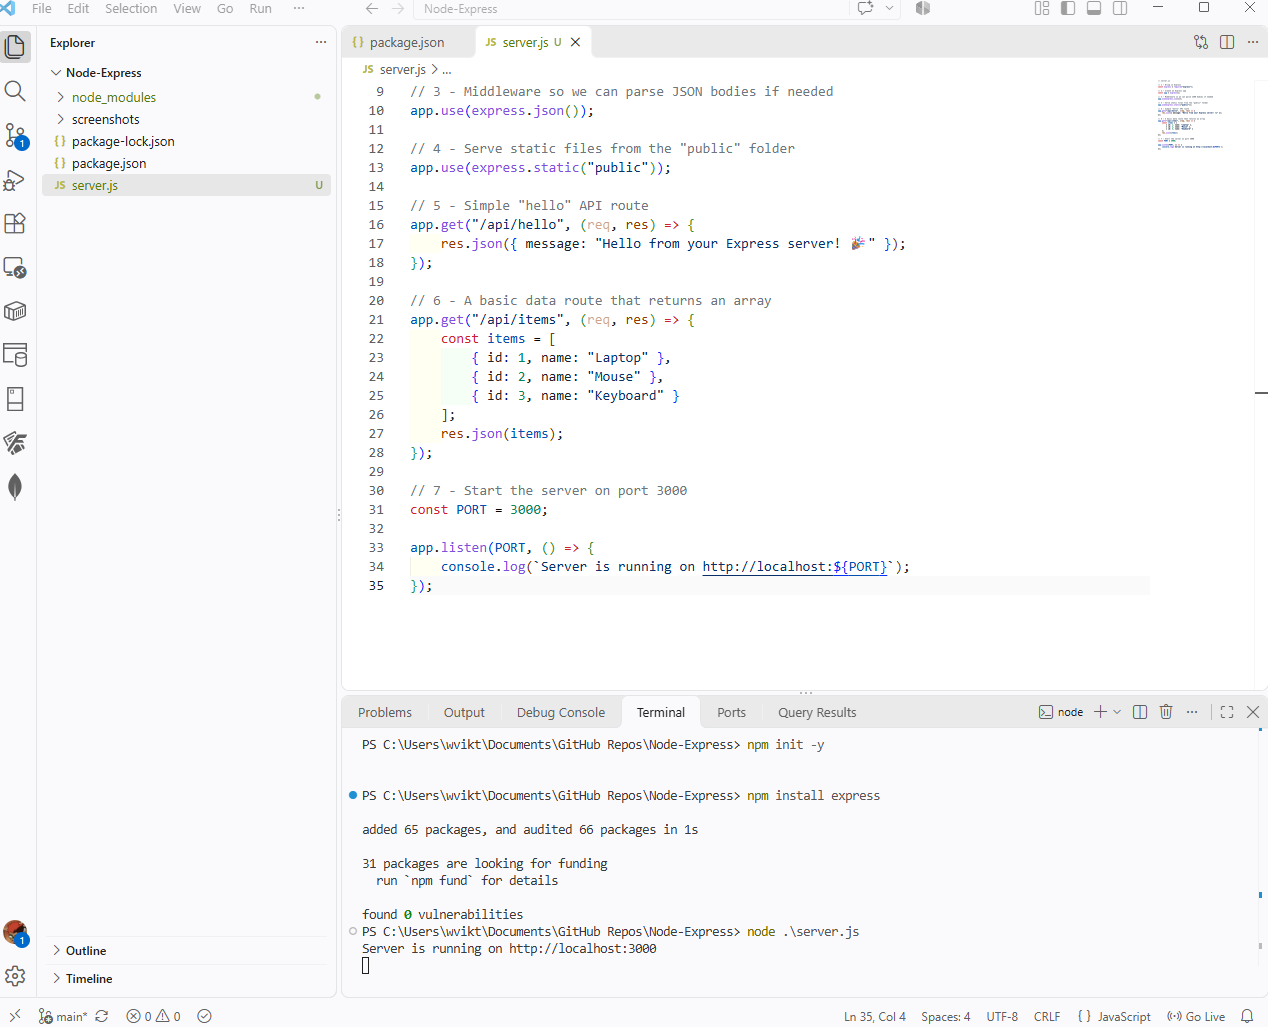 File Edit Selection View Go Run ··· Node-Express
Explorer ···
Node-Express
node_modules
screenshots
{} package-lock.json
{} package.json
JS server.js U
Outline
Timeline
{} package.json JS server.js U
JS server.js > ...
9 // 3 - Middleware so we can parse JSON bodies if needed
10 app.use(express.json());
11
12 // 4 - Serve static files from the "public" folder
13 app.use(express.static("public"));
14
15 // 5 - Simple "hello" API route
16 app.get("/api/hello", (req, res) => {
17 res.json({ message: "Hello from your Express server! 🎉" });
18 });
19
20 // 6 - A basic data route that returns an array
21 app.get("/api/items", (req, res) => {
22 const items = [
23 { id: 1, name: "Laptop" },
24 { id: 2, name: "Mouse" },
25 { id: 3, name: "Keyboard" }
26 ];
27 res.json(items);
28 });
29
30 // 7 - Start the server on port 3000
31 const PORT = 3000;
32
33 app.listen(PORT, () => {
34 console.log(`Server is running on http://localhost:${PORT}`);
35 });
Problems Output Debug Console Terminal Ports Query Results node
PS C:\Users\wvikt\Documents\GitHub Repos\Node-Express> npm init -y
PS C:\Users\wvikt\Documents\GitHub Repos\Node-Express> npm install express
added 65 packages, and audited 66 packages in 1s
31 packages are looking for funding
run `npm fund` for details
found 0 vulnerabilities
PS C:\Users\wvikt\Documents\GitHub Repos\Node-Express> node .\server.js
Server is running on http://localhost:3000
1
1
main* 0 0 Ln 35, Col 4 Spaces: 4 UTF-8 CRLF {} JavaScript Go Live